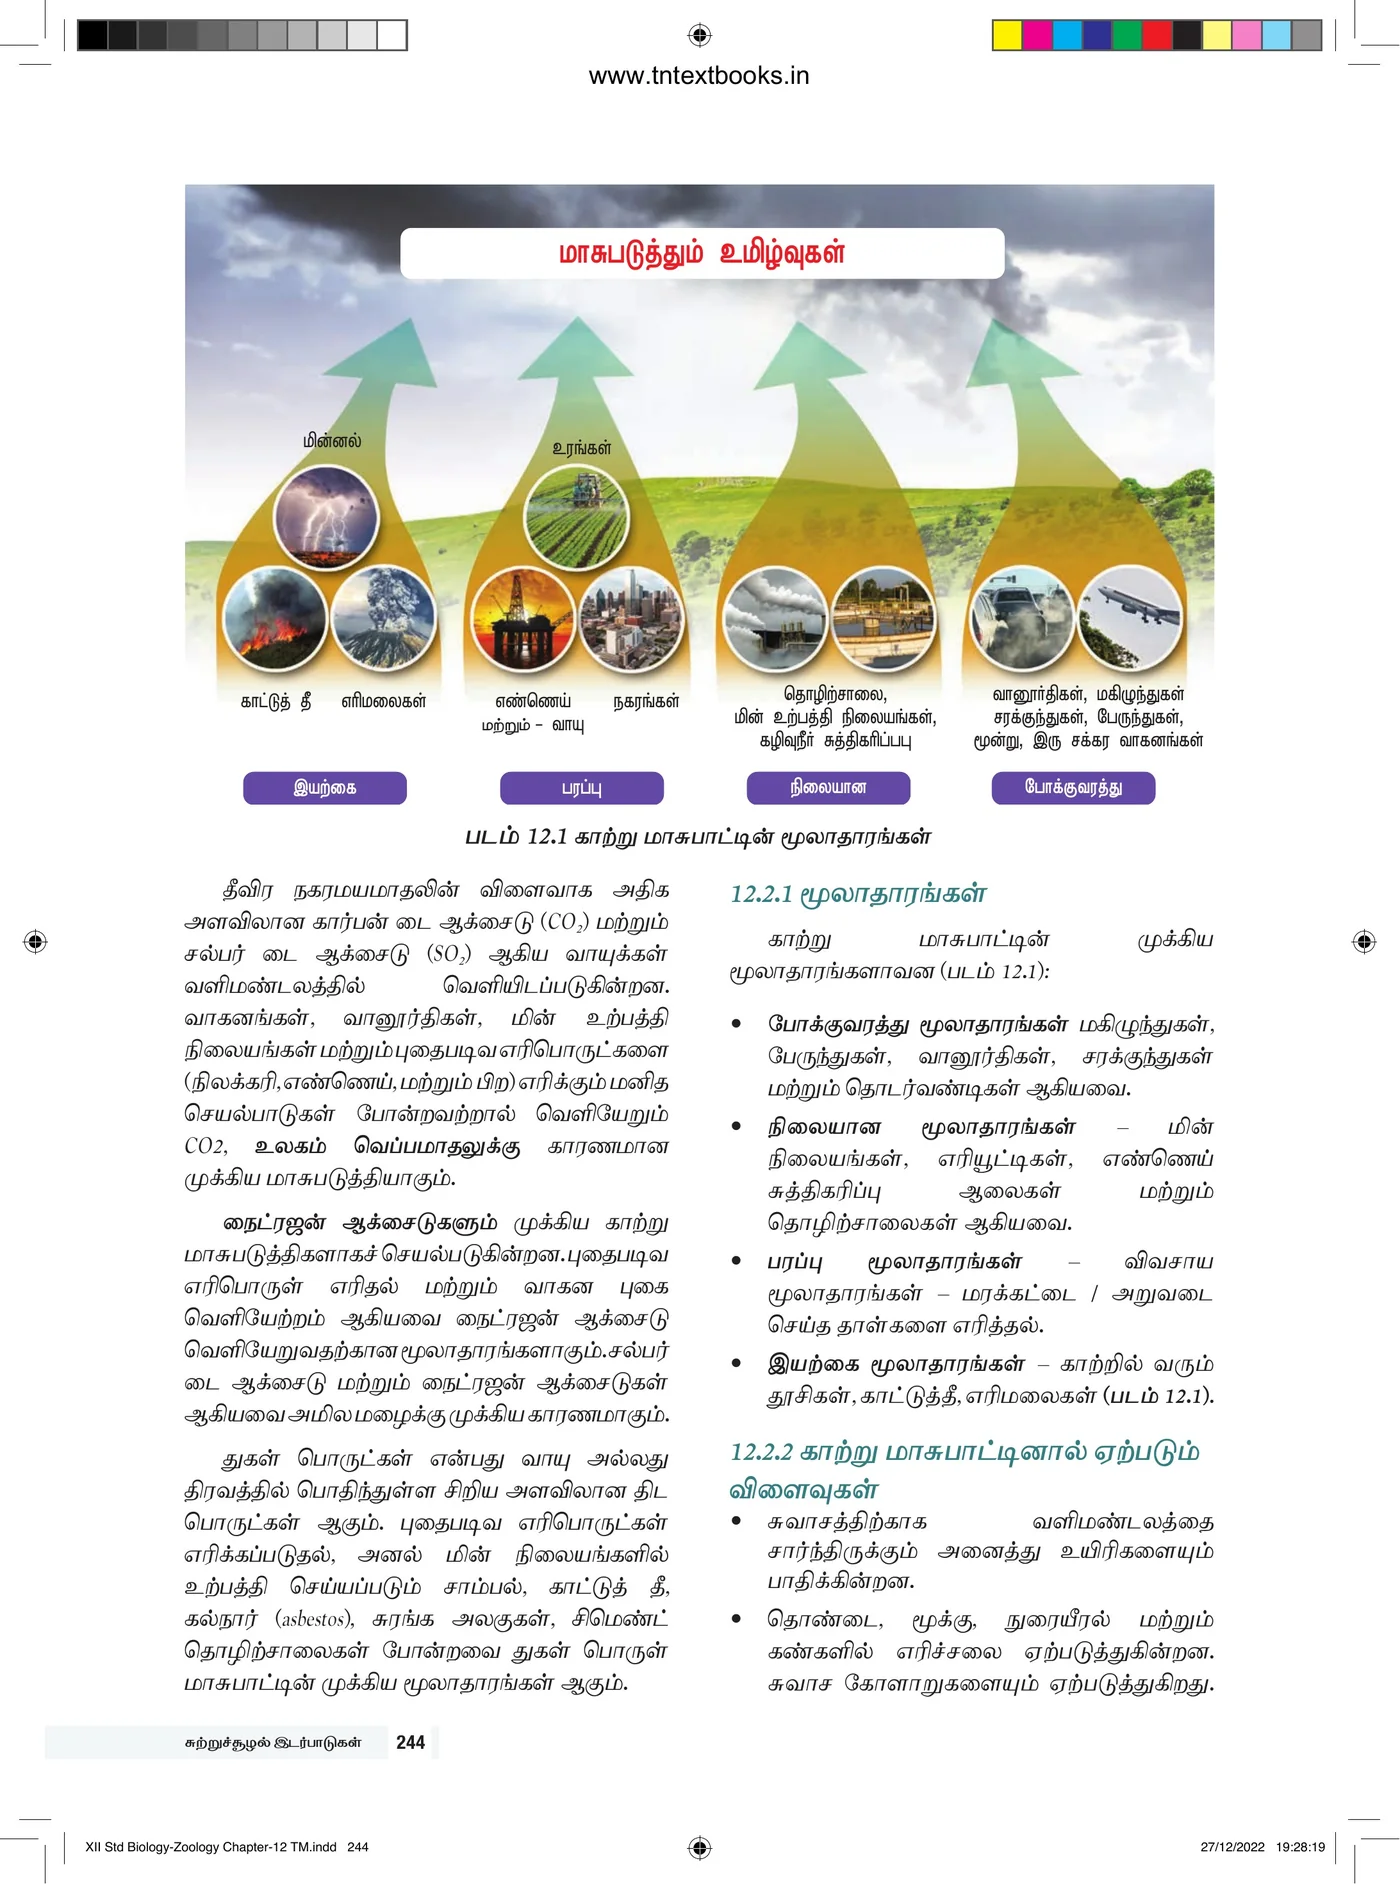 www.tntextbooks.in
மாசுபடுத்தும் உமிழ்வுகள்
மின்னல்
உரங்கள்
காட்டுத் தீ எரிமலைகள்
எண்ணெய் நகரங்கள்
மற்றும் - வாயு
தொழிற்சாலை,
மின் உற்பத்தி நிலையங்கள்,
கழிவுநீர் சுத்திகரிப்பபு
வானூர்திகள், மகிழுந்துகள்
சரக்குந்துகள், பேருந்துகள்,
மூன்று, இரு சக்கர வாகனங்கள்
இயற்கை
பரப்பு
நிலையான
போக்குவரத்து
படம் 12.1 காற்று மாசுபாட்டின் மூலாதாரங்கள்
தீவிர நகரமயமாதலின் விளைவாக அதிக
அளவிலான கார்பன் டை ஆக்சைடு (CO₂) மற்றும்
சல்பர் டை ஆக்சைடு (SO₂) ஆகிய வாயுக்கள்
வளிமண்டலத்தில் வெளியிடப்படுகின்றன.
வாகனங்கள், வானூர்திகள், மின் உற்பத்தி
நிலையங்கள் மற்றும் புதைபடிவ எரிபொருட்களை
(நிலக்கரி, எண்ணெய், மற்றும் பிற) எரிக்கும் மனித
செயல்பாடுகள் போன்றவற்றால் வெளியேறும்
CO2, உலகம் வெப்பமாதலுக்கு காரணமான
முக்கிய மாசுபடுத்தியாகும்.
நைட்ரஜன் ஆக்சைடுகளும் முக்கிய காற்று
மாசுபடுத்திகளாகச் செயல்படுகின்றன. புதைபடிவ
எரிபொருள் எரிதல் மற்றும் வாகன புகை
வெளியேற்றம் ஆகியவை நைட்ரஜன் ஆக்சைடு
வெளியேறுவதற்கான மூலாதாரங்களாகும். சல்பர்
டை ஆக்சைடு மற்றும் நைட்ரஜன் ஆக்சைடுகள்
ஆகியவை அமில மழைக்கு முக்கிய காரணமாகும்.
துகள் பொருட்கள் என்பது வாயு அல்லது
திரவத்தில் பொதிந்துள்ள சிறிய அளவிலான திட
பொருட்கள் ஆகும். புதைபடிவ எரிபொருட்கள்
எரிக்கப்படுதல், அனல் மின் நிலையங்களில்
உற்பத்தி செய்யப்படும் சாம்பல், காட்டுத் தீ,
கல்நார் (asbestos), சுரங்க அலகுகள், சிமெண்ட்
தொழிற்சாலைகள் போன்றவை துகள் பொருள்
மாசுபாட்டின் முக்கிய மூலாதாரங்கள் ஆகும்.
12.2.1 மூலாதாரங்கள்
காற்று மாசுபாட்டின் முக்கிய
மூலாதாரங்களாவன (படம் 12.1):
• போக்குவரத்து மூலாதாரங்கள் மகிழுந்துகள்,
பேருந்துகள், வானூர்திகள், சரக்குந்துகள்
மற்றும் தொடர்வண்டிகள் ஆகியவை.
• நிலையான மூலாதாரங்கள் – மின்
நிலையங்கள், எரியூட்டிகள், எண்ணெய்
சுத்திகரிப்பு ஆலைகள் மற்றும்
தொழிற்சாலைகள் ஆகியவை.
• பரப்பு மூலாதாரங்கள் – விவசாய
மூலாதாரங்கள் – மரக்கட்டை / அறுவடை
செய்த தாள்களை எரித்தல்.
• இயற்கை மூலாதாரங்கள் – காற்றில் வரும்
தூசிகள், காட்டுத்தீ, எரிமலைகள் (படம் 12.1).
12.2.2 காற்று மாசுபாட்டினால் ஏற்படும்
விளைவுகள்
• சுவாசத்திற்காக வளிமண்டலத்தை
சார்ந்திருக்கும் அனைத்து உயிரிகளையும்
பாதிக்கின்றன.
• தொண்டை, மூக்கு, நுரையீரல் மற்றும்
கண்களில் எரிச்சலை ஏற்படுத்துகின்றன.
சுவாச கோளாறுகளையும் ஏற்படுத்துகிறது.
சுற்றுச்சூழல் இடர்பாடுகள் 244
XII Std Biology-Zoology Chapter-12 TM.indd 244
27/12/2022 19:28:19